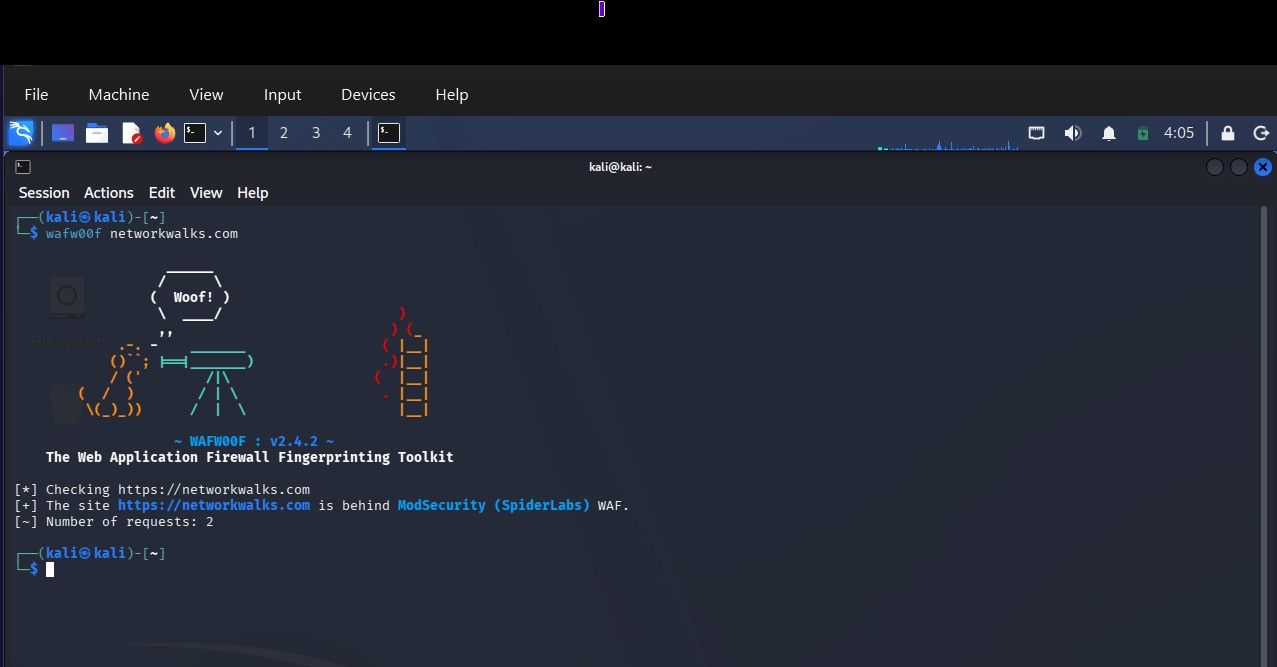 File Machine View Input Devices Help
1 2 3 4 4:05
kali@kali: ~
Session Actions Edit View Help
┌──(kali㉿kali)-[~]
└─$ wafw00f networkwalks.com
Woof!
~ WAFW00F : v2.4.2 ~
The Web Application Firewall Fingerprinting Toolkit
[*] Checking https://networkwalks.com
[+] The site https://networkwalks.com is behind ModSecurity (SpiderLabs) WAF.
[~] Number of requests: 2
┌──(kali㉿kali)-[~]
└─$
File System